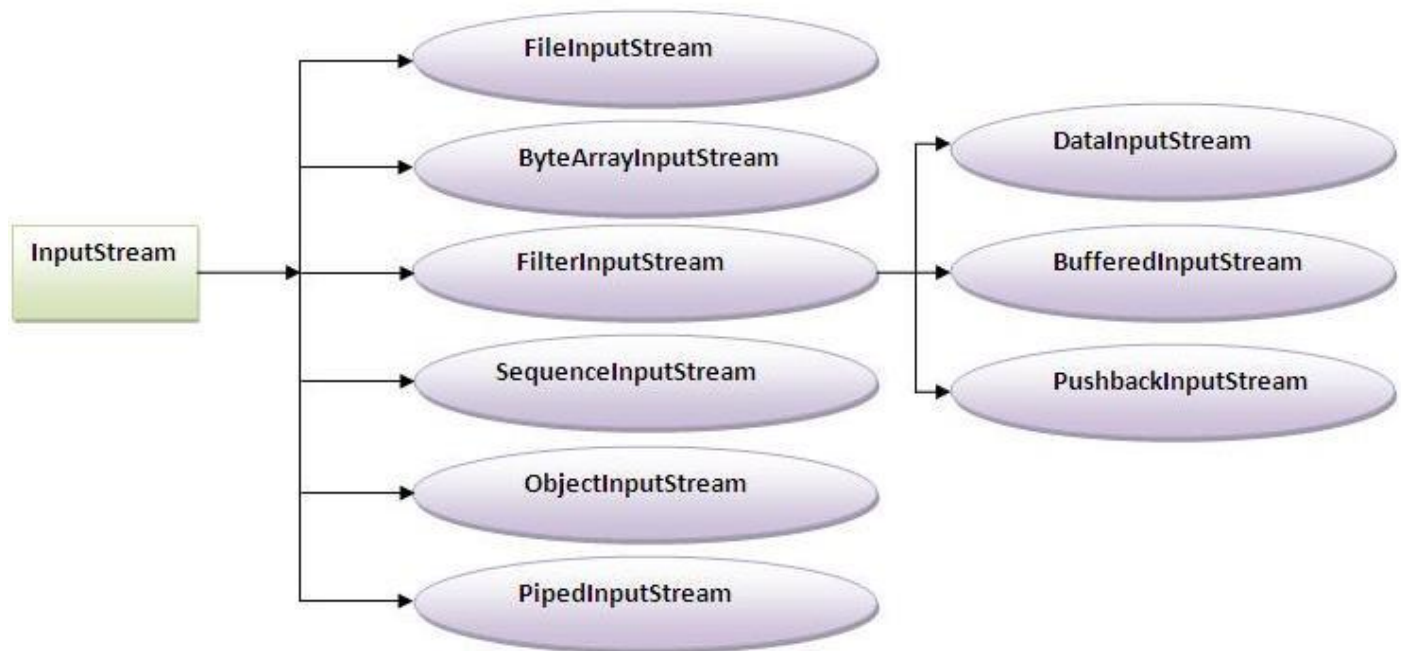 InputStream
FileInputStream
ByteArrayInputStream
FilterInputStream
SequenceInputStream
ObjectInputStream
PipedInputStream
DataInputStream
BufferedInputStream
PushbackInputStream